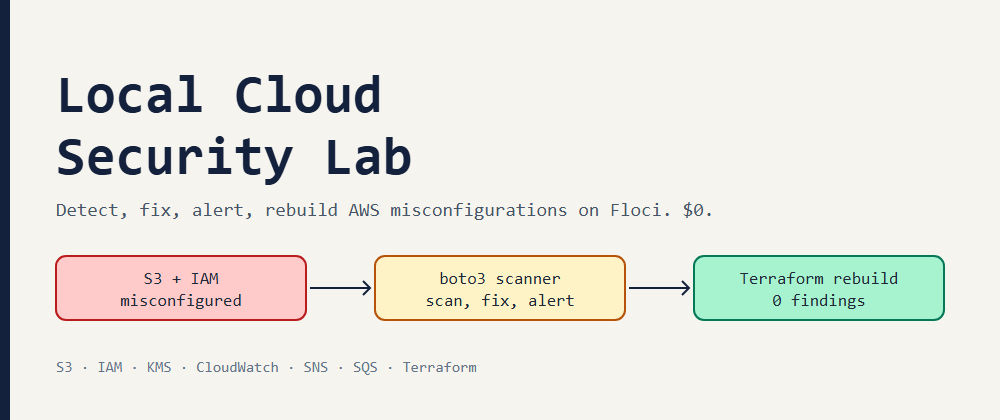 Local Cloud
Security Lab
Detect, fix, alert, rebuild AWS misconfigurations on Floci. $0.
S3 + IAM
misconfigured
boto3 scanner
scan, fix, alert
Terraform rebuild
0 findings
S3 · IAM · KMS · CloudWatch · SNS · SQS · Terraform